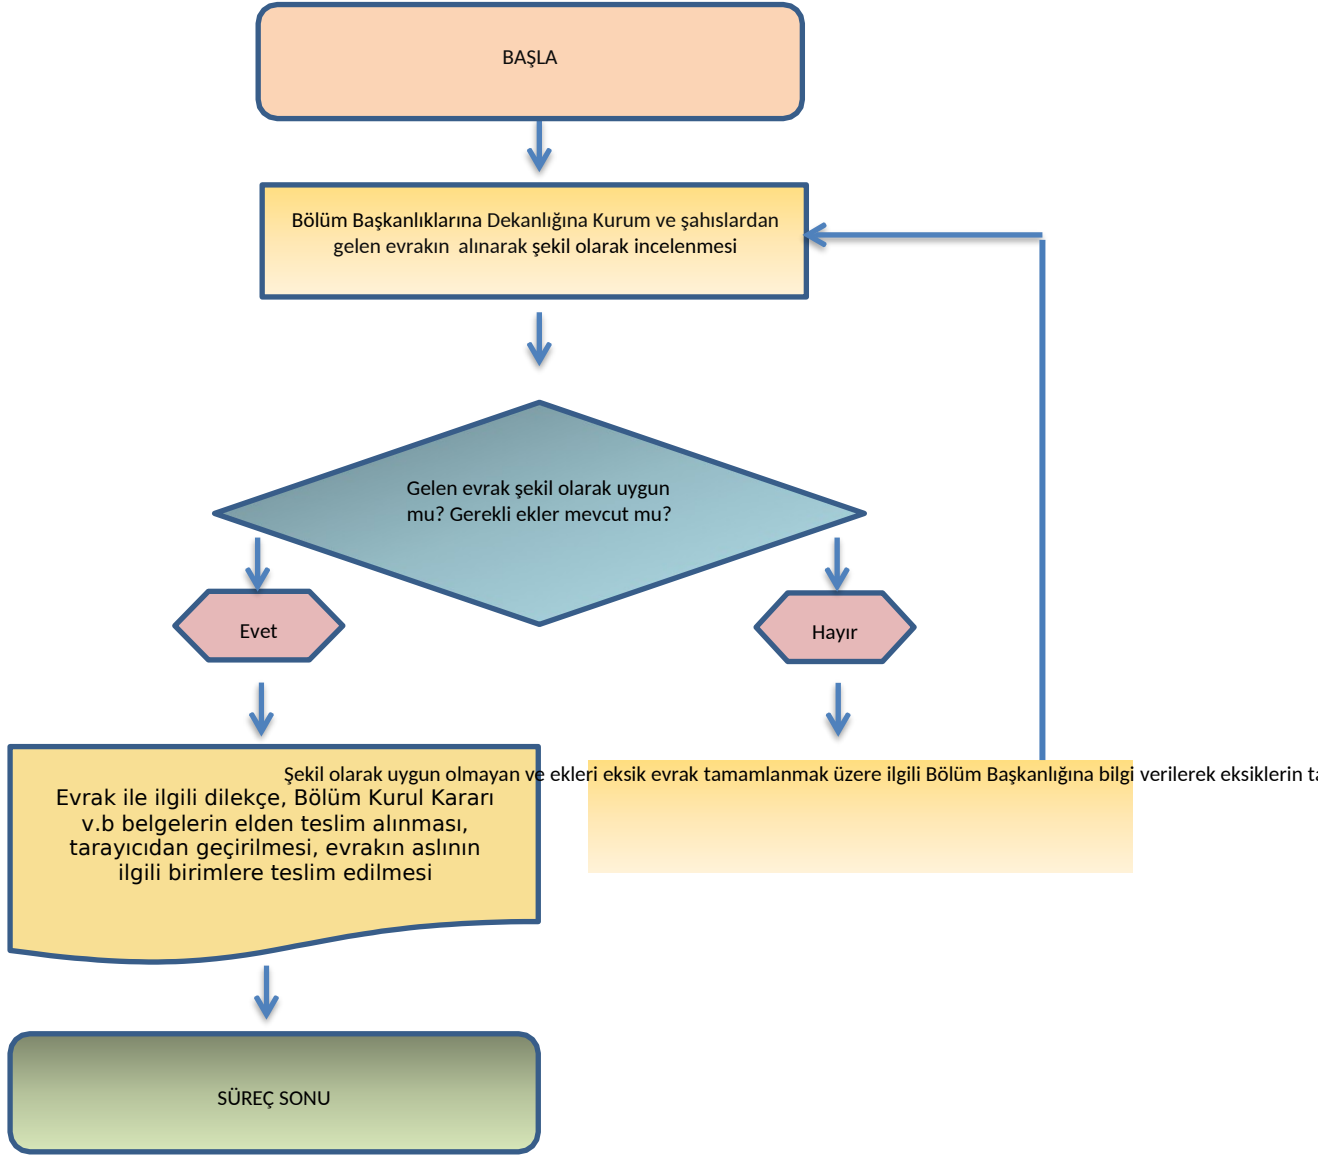 BAŞLA
Bölüm Başkanlıklarına Dekanlığına Kurum ve şahıslardan
gelen evrakın alınarak şekil olarak incelenmesi
Gelen evrak şekil olarak uygun
mu? Gerekli ekler mevcut mu?
Evet
Hayır
Şekil olarak uygun olmayan ve ekleri eksik evrak tamamlanmak üzere ilgili Bölüm Başkanlığına bilgi verilerek eksiklerin
Evrak ile ilgili dilekçe, Bölüm Kurul Kararı
v.b belgelerin elden teslim alınması,
tarayıcıdan geçirilmesi, evrakın aslının
ilgili birimlere teslim edilmesi
SÜREÇ SONU